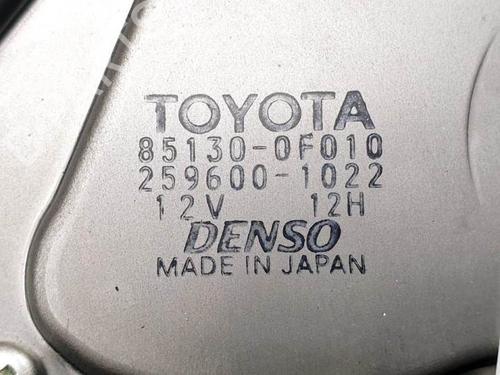 TOYOTA
85130-0F010
259600-1022
12V 12H
DENSO
MADE IN JAPAN